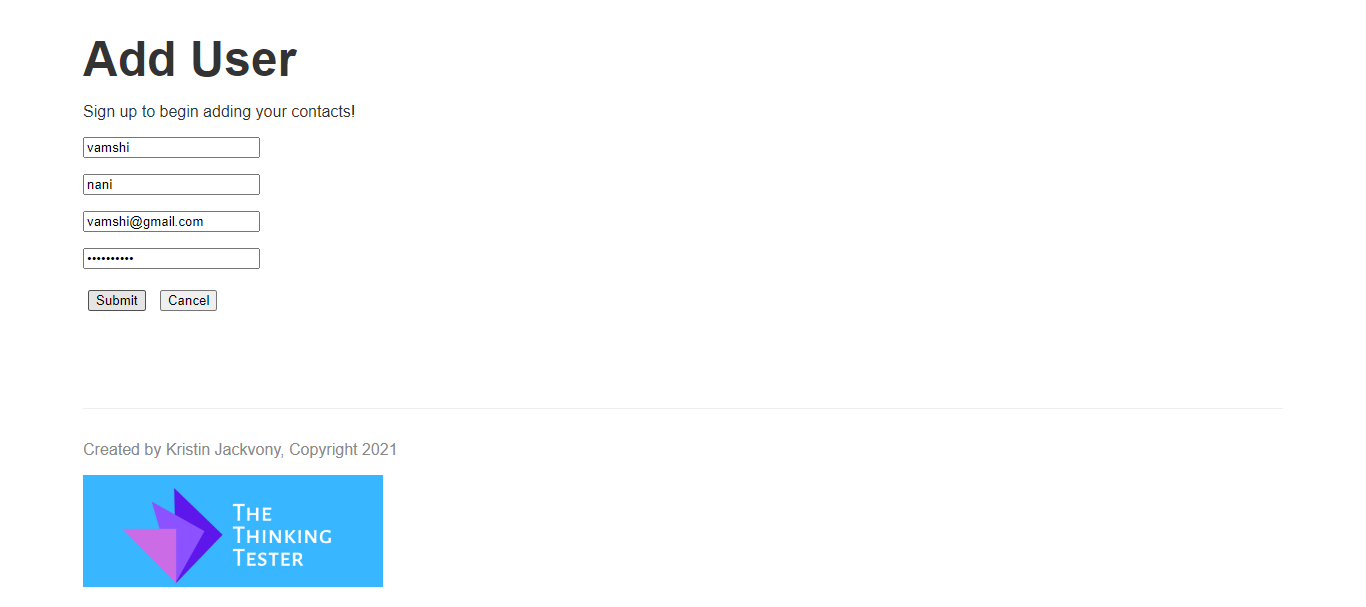 Add User
Sign up to begin adding your contacts!
vamshi
nani
vamshi@gmail.com
••••••••••
Submit Cancel
Created by Kristin Jackvony, Copyright 2021
THE
THINKING
TESTER